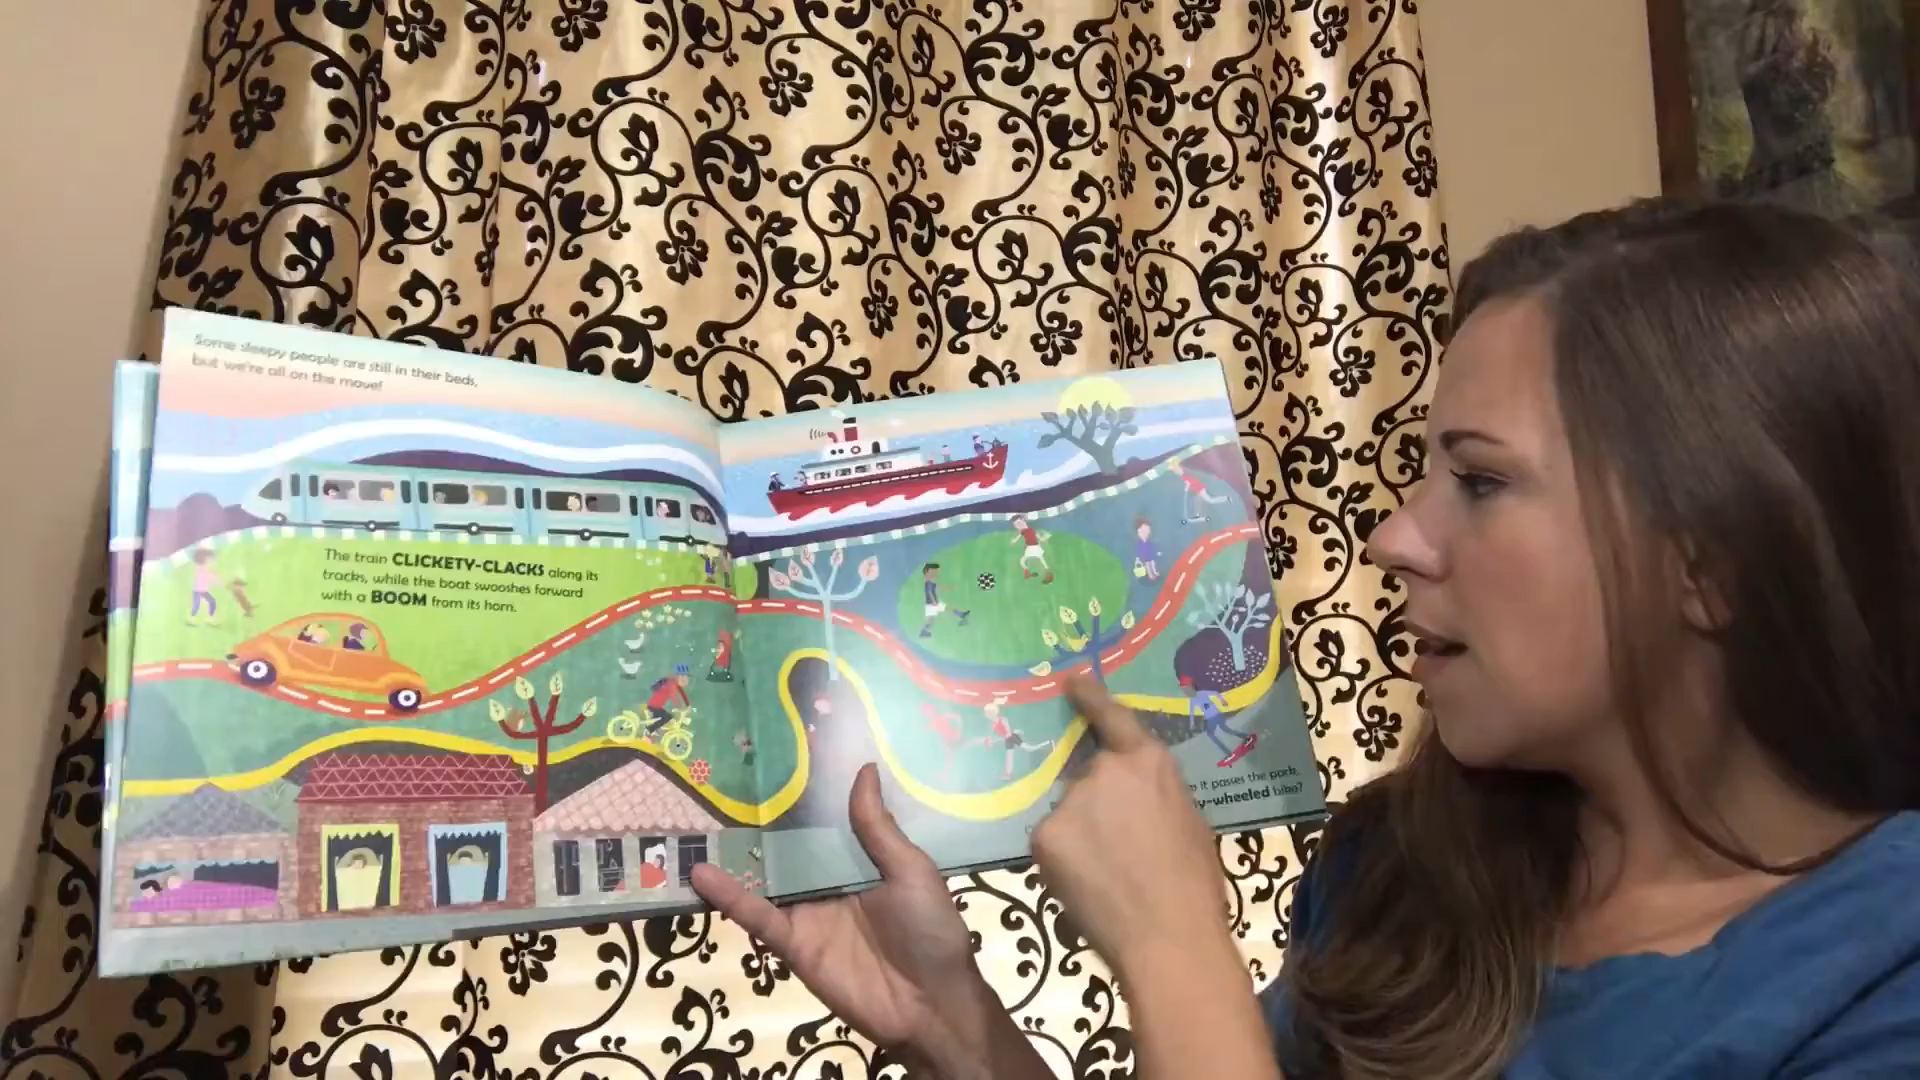 Some sleepy people are still in their beds,
but we're all on the move!
The train CLICKETY-CLACKS along its
tracks, while the boat swooshes forward
with a BOOM from its horn.
it passes the park,
-wheeled bike?